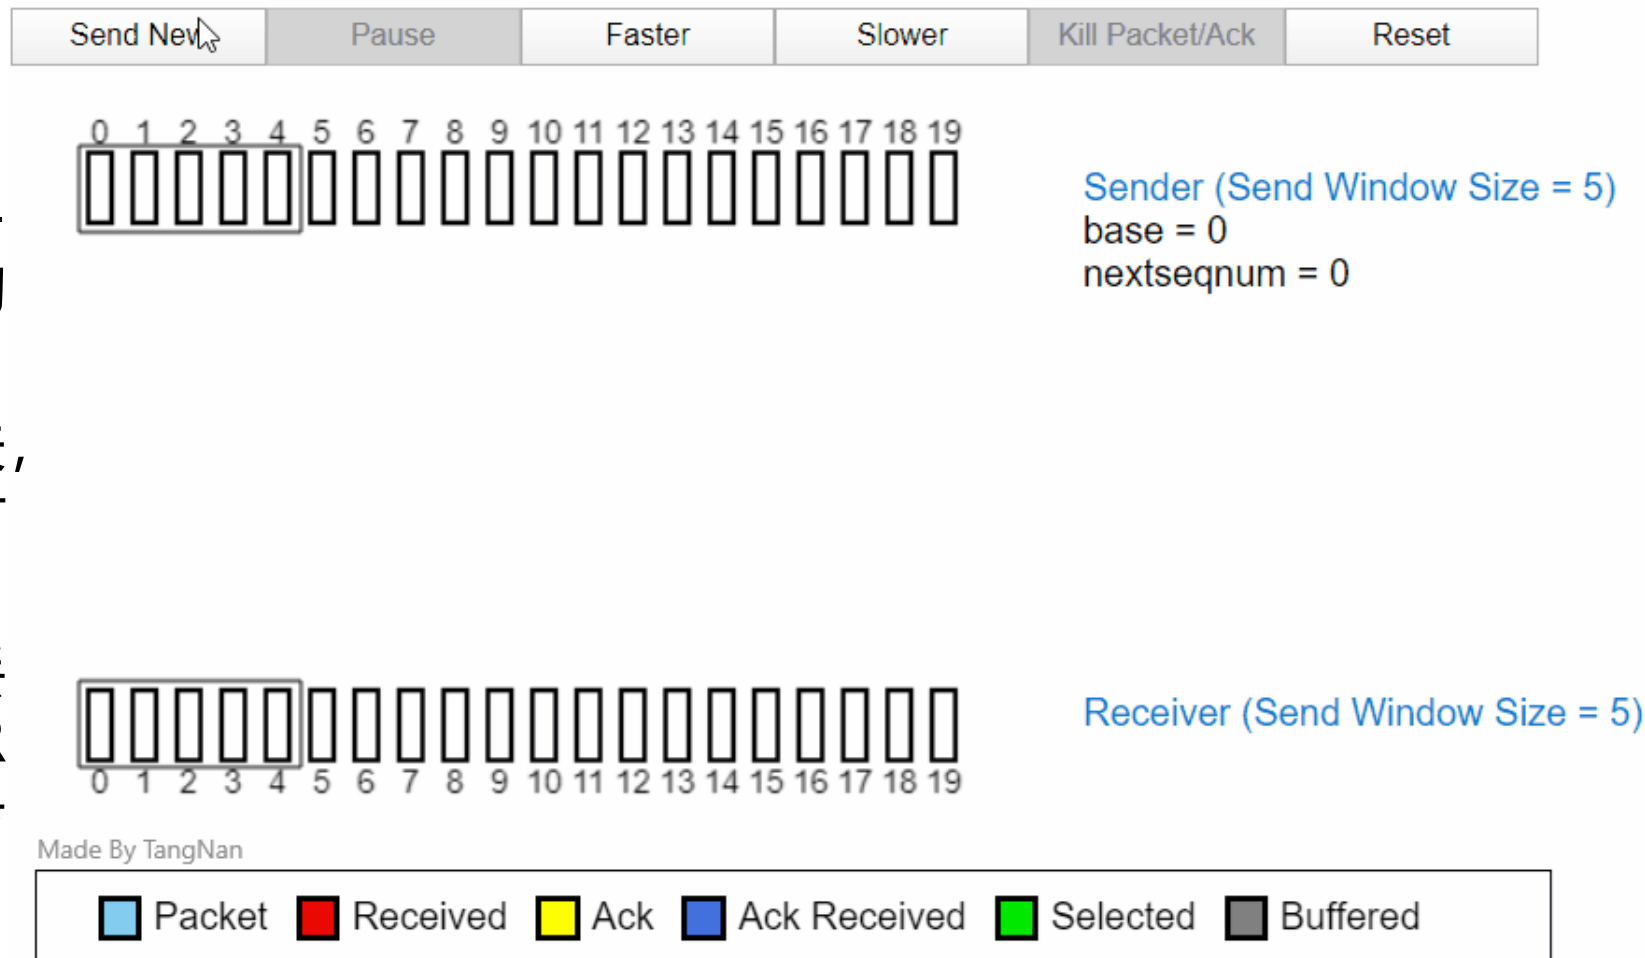 Send New Pause Faster Slower Kill Packet/Ack Reset
0 1 2 3 4 5 6 7 8 9 10 11 12 13 14 15 16 17 18 19
Sender (Send Window Size = 5)
base = 0
nextseqnum = 0
Receiver (Send Window Size = 5)
0 1 2 3 4 5 6 7 8 9 10 11 12 13 14 15 16 17 18 19
Made By TangNan
Packet Received Ack Ack Received Selected Buffered